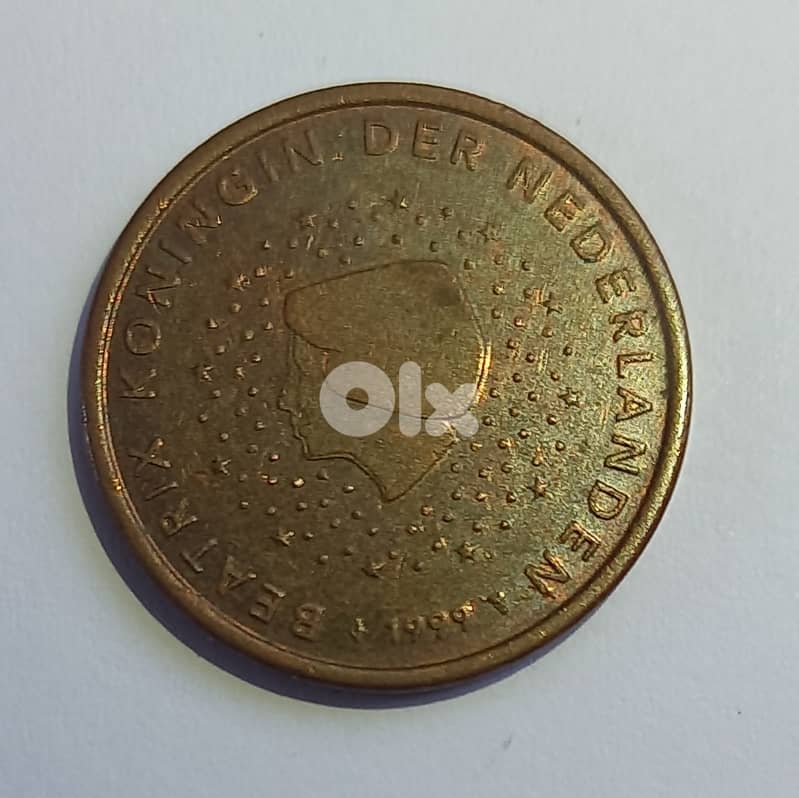 BEATRIX KONINGIN DER NEDERLANDEN
1999
OLX